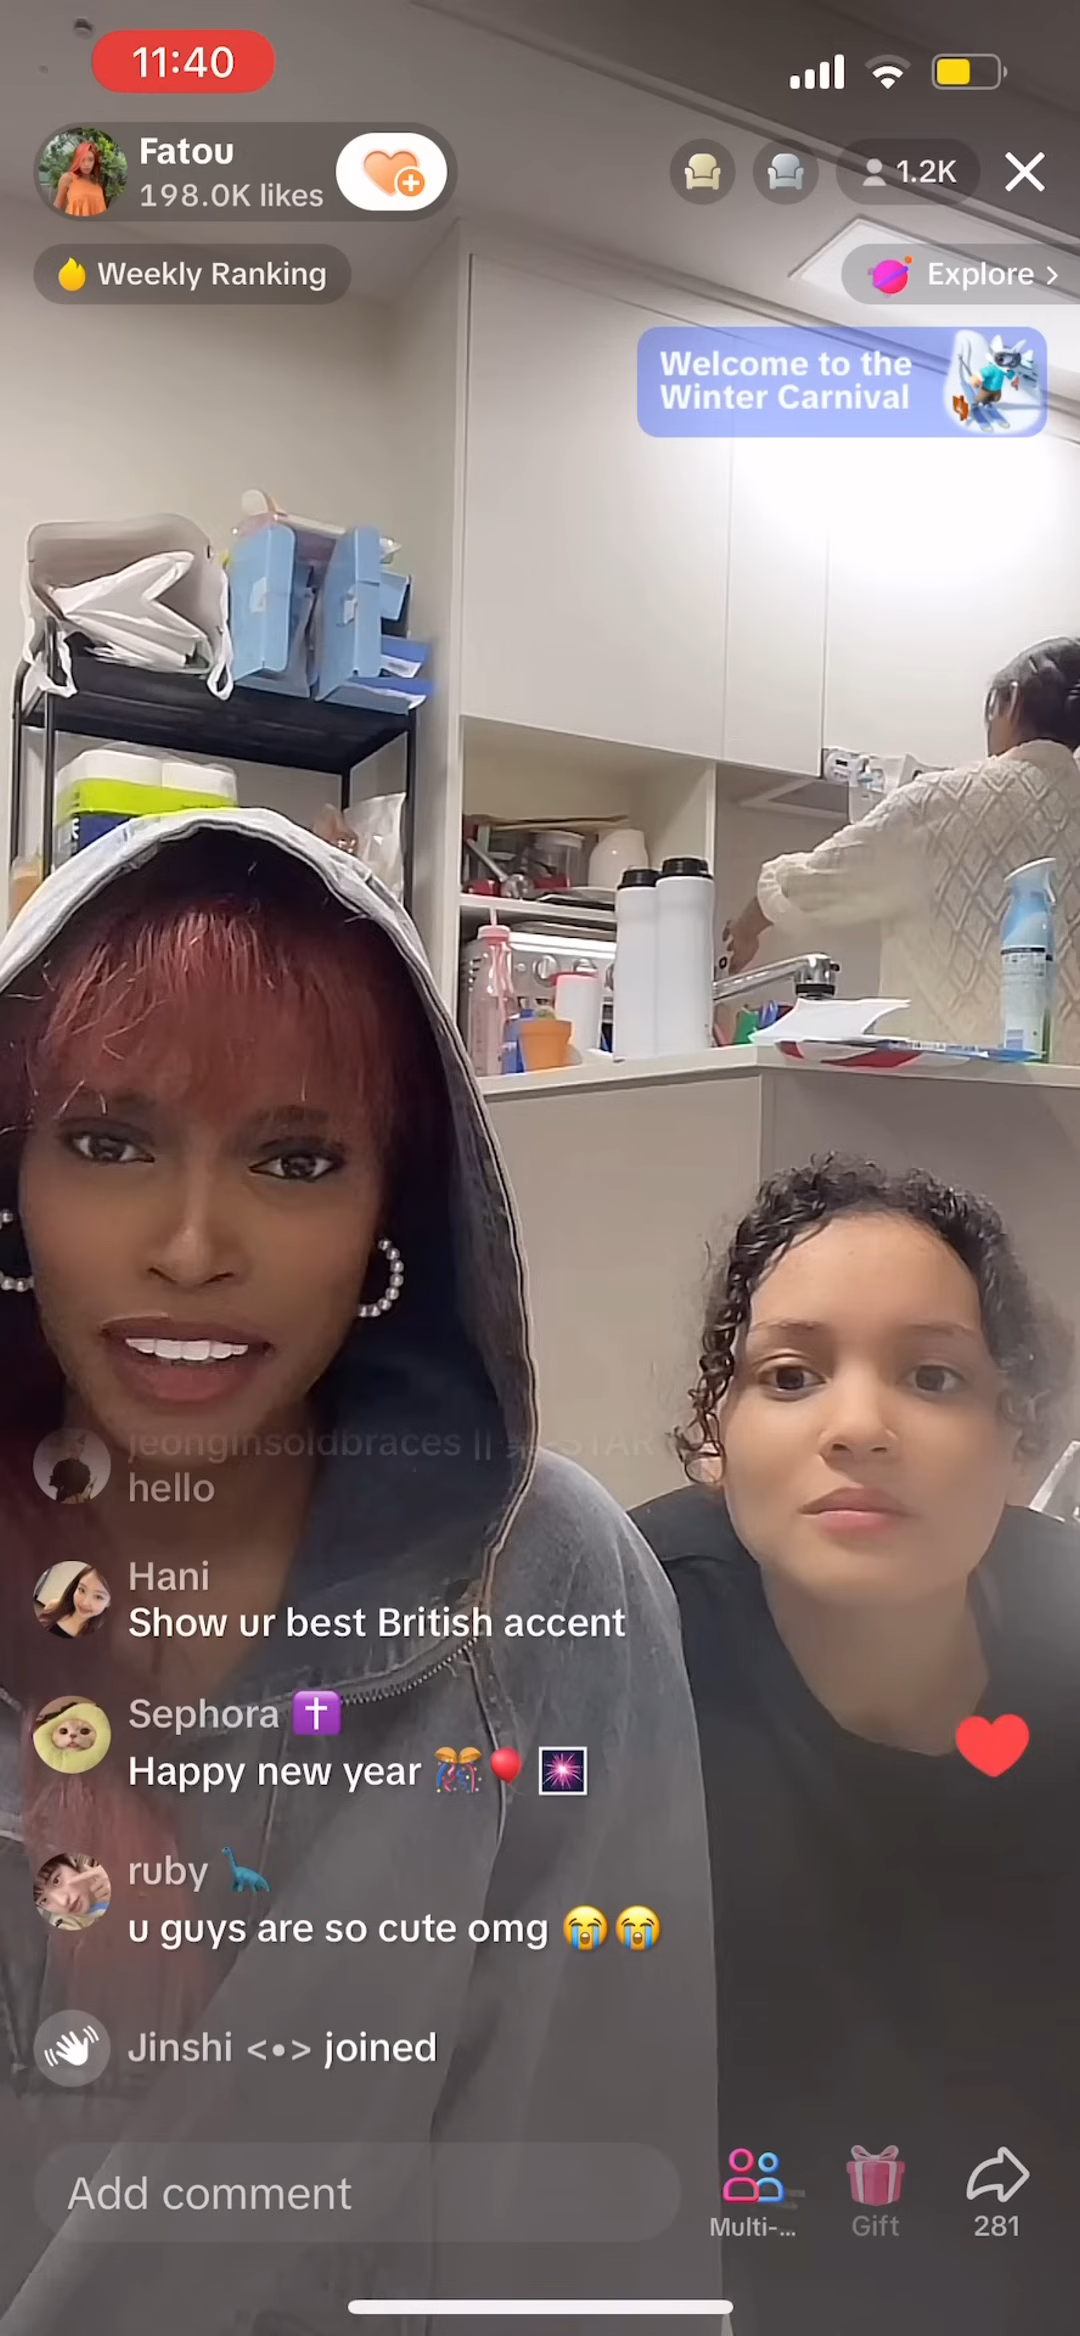 11:40
Fatou
198.0K likes
1.2K
Weekly Ranking
Explore >
Welcome to the
Winter Carnival
jeonginsoldbraces || STAR
hello
Hani
Show ur best British accent
Sephora ✝️
Happy new year 🎊🎈🎆
ruby 🦕
u guys are so cute omg 😭😭
Jinshi <•> joined
Add comment
Multi-...
Gift
281